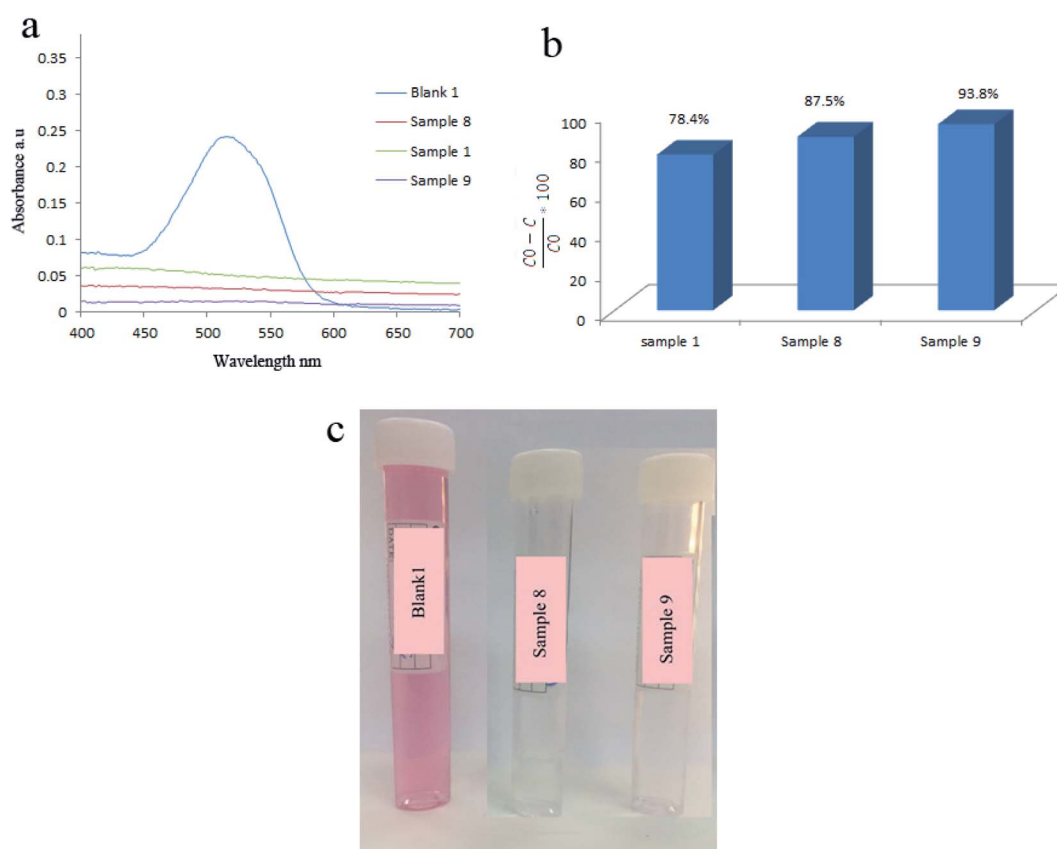 a
Absorbance a.u
0.35
0.3
0.25
0.2
0.15
0.1
0.05
0
400
450
500
550
600
650
700
Wavelength nm
Blank 1
Sample 8
Sample 1
Sample 9
b
C0 − C
C0
* 100
100
80
60
40
20
0
78.4%
87.5%
93.8%
sample 1
Sample 8
Sample 9
c
Blank1
Sample 8
Sample 9